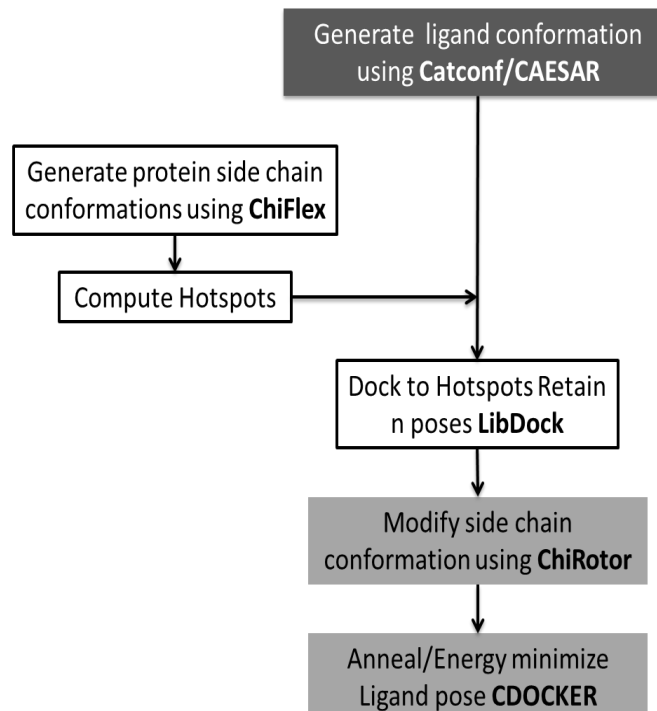 Generate ligand conformation
using Catconf/CAESAR
Generate protein side chain
conformations using ChiFlex
Compute Hotspots
Dock to Hotspots Retain
n poses LibDock
Modify side chain
conformation using ChiRotor
Anneal/Energy minimize
Ligand pose CDOCKER